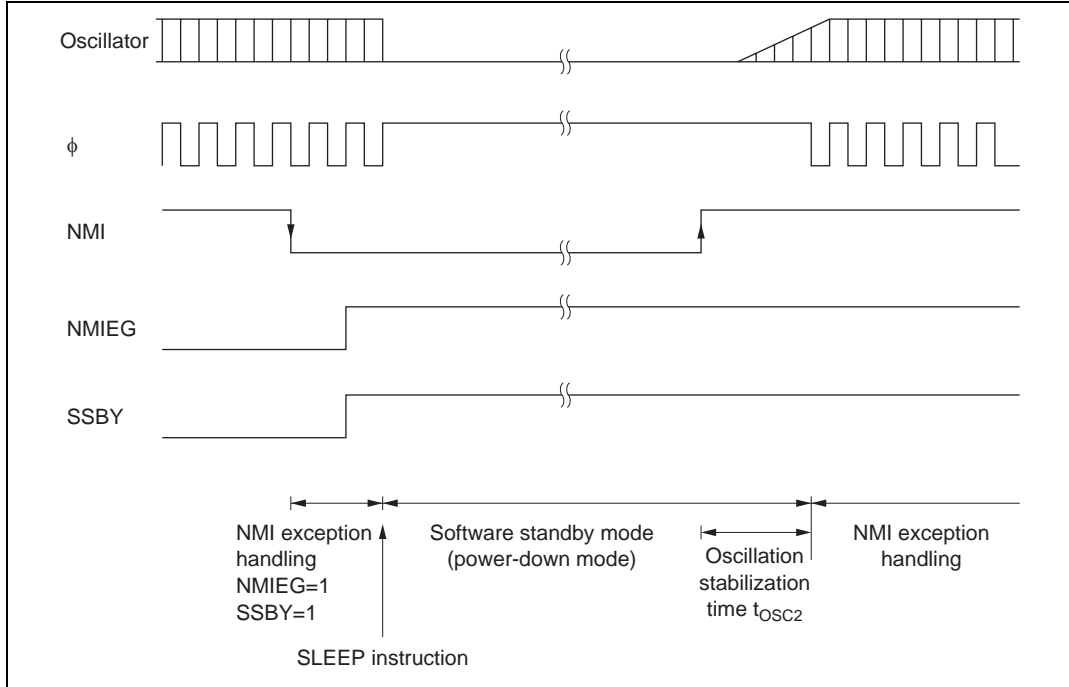 Oscillator
ϕ
NMI
NMIEG
SSBY
NMI exception
handling
NMIEG=1
SSBY=1
Software standby mode
(power-down mode)
Oscillation
stabilization
time tOSC2
NMI exception
handling
SLEEP instruction